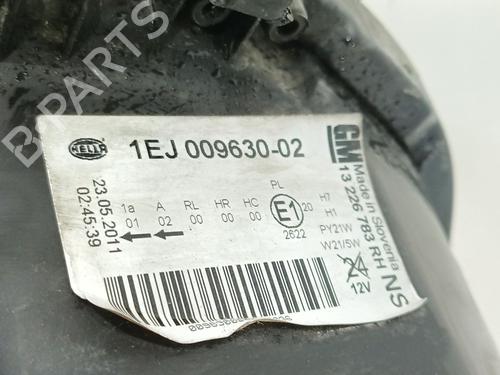 B-PARTS
HELLA
1EJ 009630-02
23.05.2011
02:45:39
1a A RL HR HC PL
01 02 00 00 00
E1 20
2622
H7
H1
PY21W
W21/5W
12V
GM
Made in Slovenia
13 226 783 RH NS